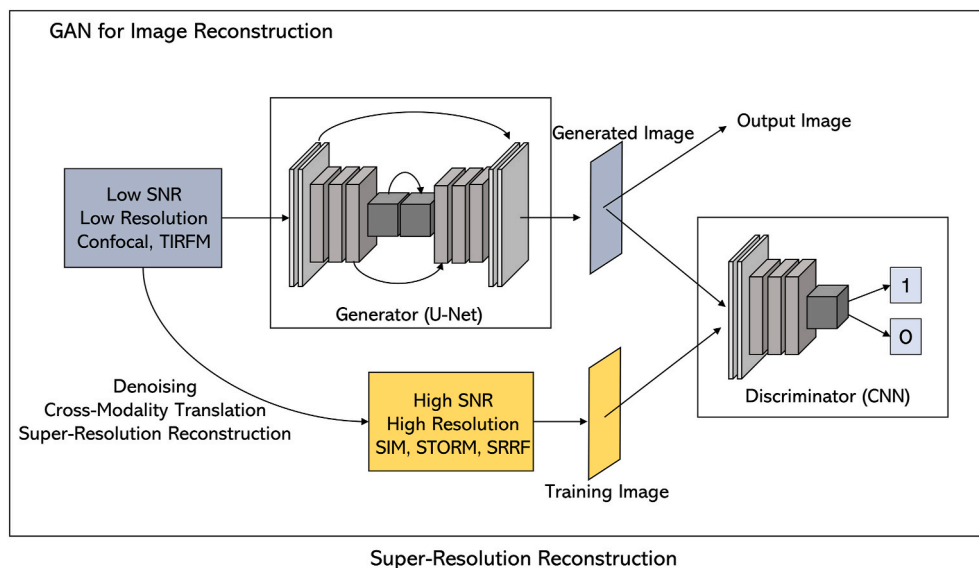 GAN for Image Reconstruction
Low SNR
Low Resolution
Confocal, TIRFM
Generator (U-Net)
Generated Image
Output Image
1
0
Discriminator (CNN)
Denoising
Cross-Modality Translation
Super-Resolution Reconstruction
High SNR
High Resolution
SIM, STORM, SRRF
Training Image
Super-Resolution Reconstruction